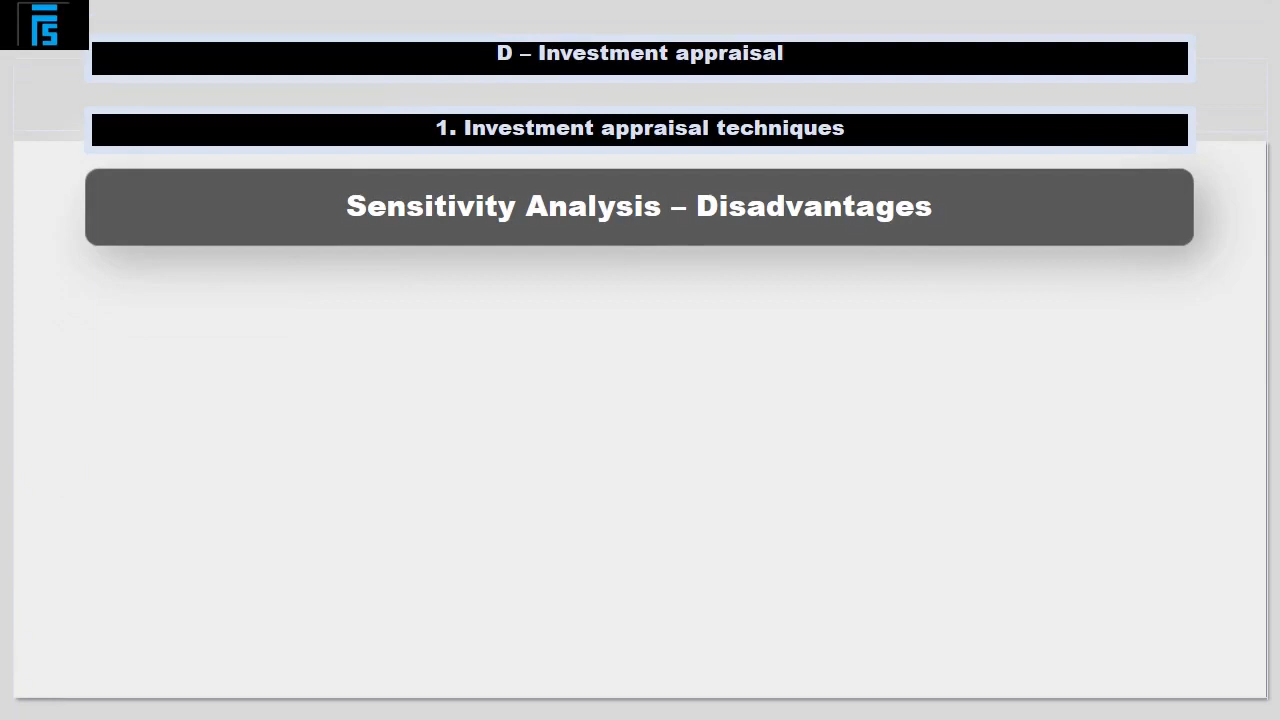 D – Investment appraisal
1. Investment appraisal techniques
Sensitivity Analysis – Disadvantages